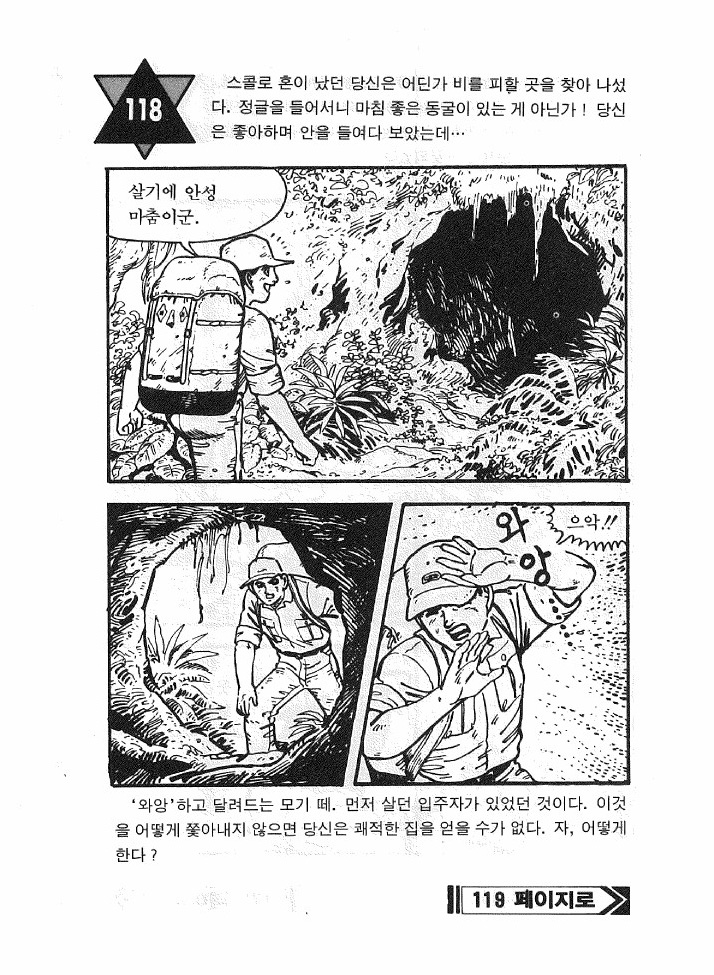 118
스콜로 혼이 났던 당신은 어딘가 비를 피할 곳을 찾아 나섰
다. 정글을 들어서니 마침 좋은 동굴이 있는 게 아닌가! 당신
은 좋아하며 안을 들여다 보았는데…
살기에 안성
마춤이군.
와
앙
으악!!
‘와앙’하고 달려드는 모기 떼. 먼저 살던 입주자가 있었던 것이다. 이것
을 어떻게 쫓아내지 않으면 당신은 쾌적한 집을 얻을 수가 없다. 자, 어떻게
한다?
119 페이지로